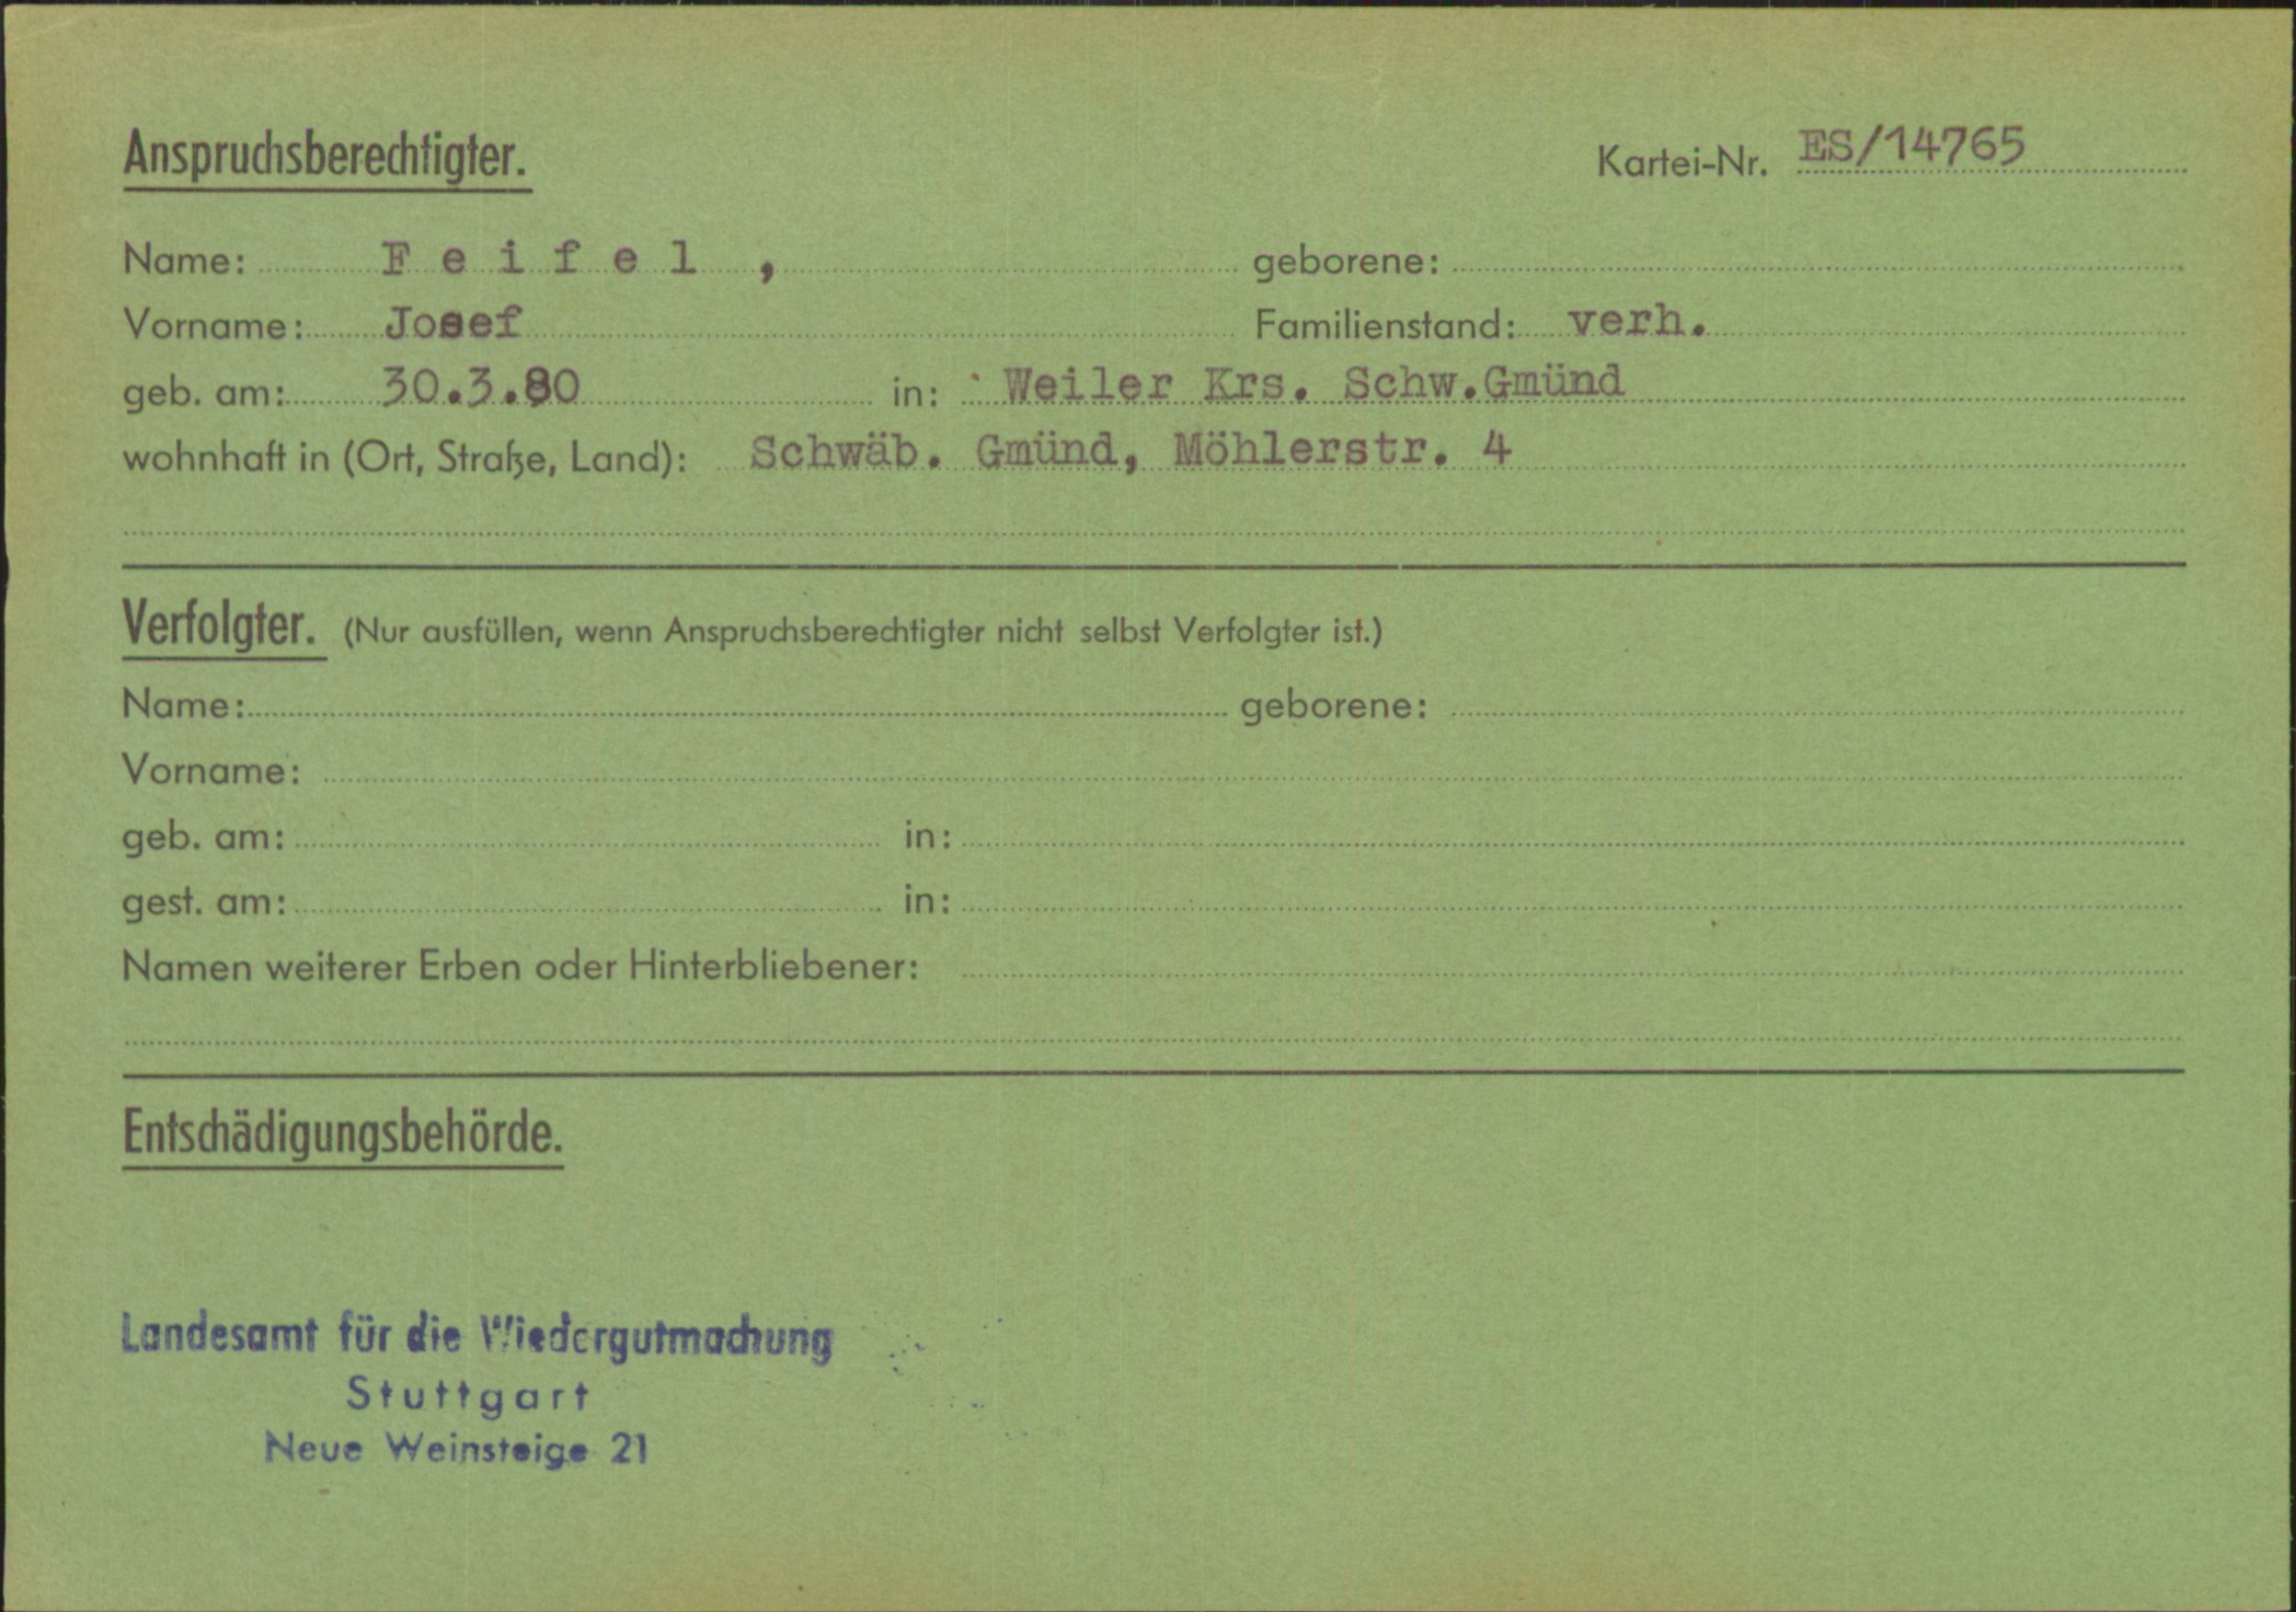 Anspruchsberechtigter.
Kartei-Nr. ES/14765
Name: Feifel, geborene:
Vorname: Josef Familienstand: verh.
geb. am: 30.3.80 in: Weiler Krs. Schw.Gmünd
wohnhaft in (Ort, Straße, Land): Schwäb. Gmünd, Möhlerstr. 4
Verfolgter. (Nur ausfüllen, wenn Anspruchsberechtigter nicht selbst Verfolgter ist.)
Name: geborene:
Vorname:
geb. am: in:
gest. am: in:
Namen weiterer Erben oder Hinterbliebener:
Entschädigungsbehörde.
Landesamt für die Wiedergutmachung
Stuttgart
Neue Weinsteige 21